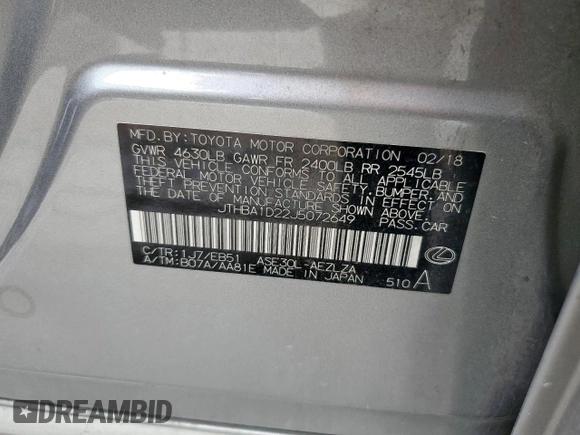 MFD.BY:TOYOTA MOTOR CORPORATION 02/18
GVWR 4630LB GAWR FR 2400LB RR 2545LB
THIS VEHICLE CONFORMS TO ALL APPLICABLE
FEDERAL MOTOR VEHICLE SAFETY,BUMPER,AND
THEFT PREVENTION STANDARDS IN EFFECT ON
THE DATE OF MANUFACTURE SHOWN ABOVE.
JTHBA1D22J5072649 PASS.CAR
C/TR:1J7/EB51 ASE30L-AEZLZA
A/TM:B07A/AA81E MADE IN JAPAN 510 A
DREAMBID